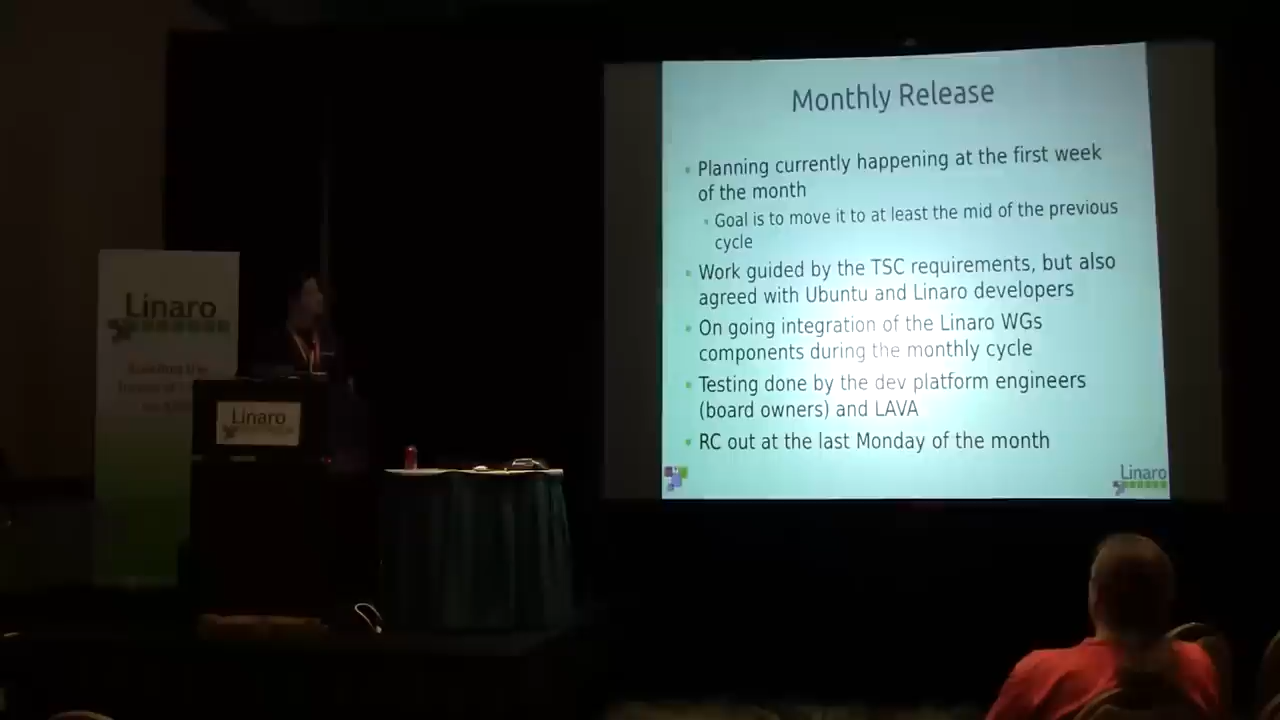 Monthly Release
Planning currently happening at the first week
of the month
Goal is to move it to at least the mid of the previous
cycle
Work guided by the TSC requirements, but also
agreed with Ubuntu and Linaro developers
On going integration of the Linaro WGs
components during the monthly cycle
Testing done by the dev platform engineers
(board owners) and LAVA
RC out at the last Monday of the month
Linaro
Linaro
Linaro